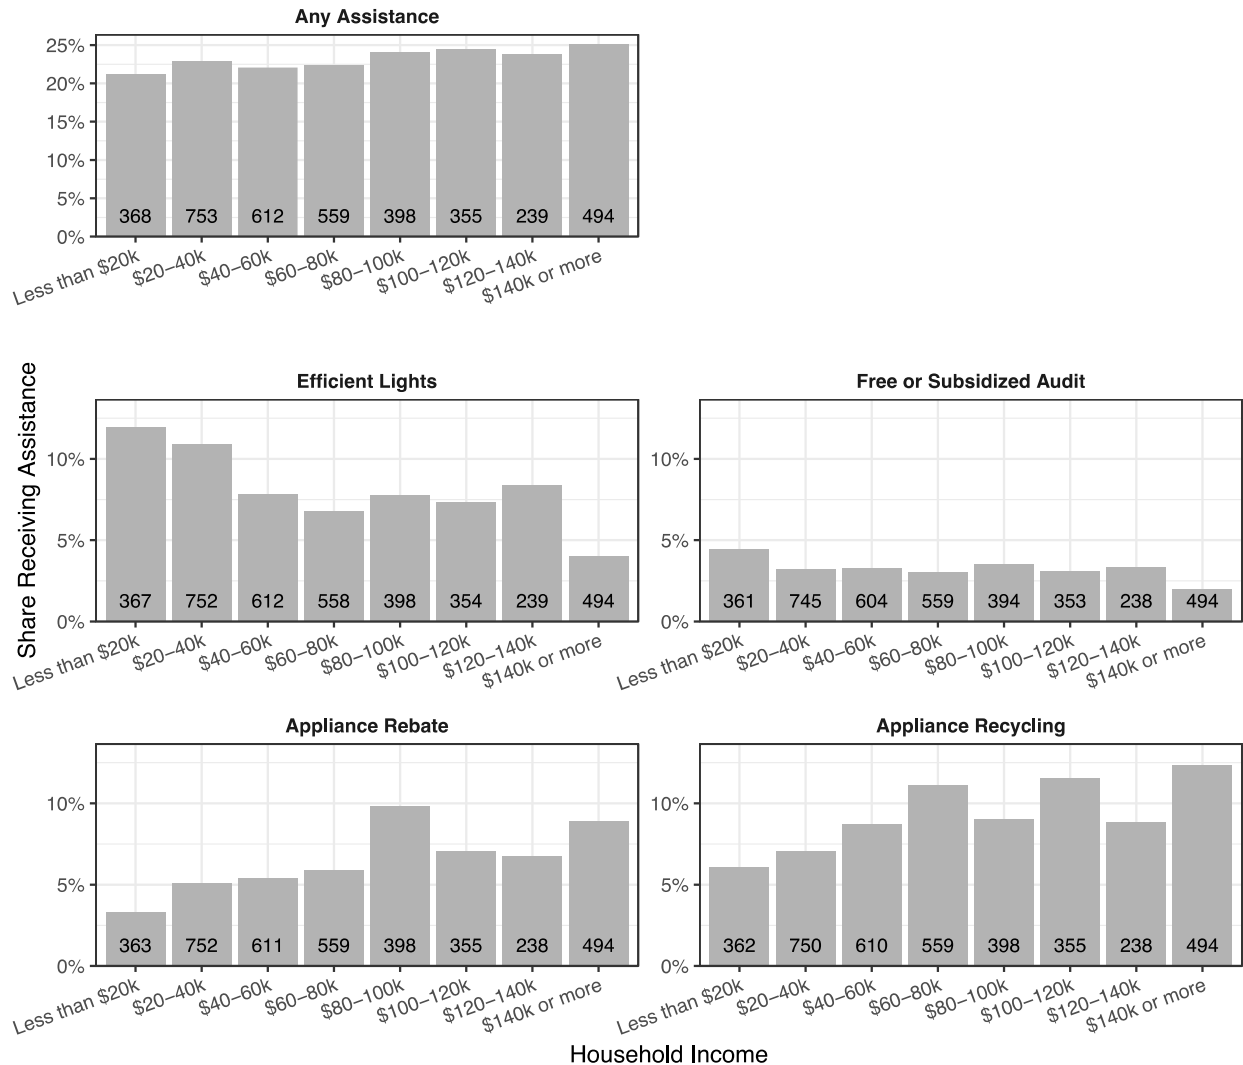 Any Assistance
25%
20%
15%
10%
5%
0%
368 753 612 559 398 355 239 494
Less than $20k $20–40k $40–60k $60–80k $80–100k $100–120k $120–140k $140k or more
Share Receiving Assistance
Efficient Lights
10%
5%
0%
367 752 612 558 398 354 239 494
Less than $20k $20–40k $40–60k $60–80k $80–100k $100–120k $120–140k $140k or more
Free or Subsidized Audit
10%
5%
0%
361 745 604 559 394 353 238 494
Less than $20k $20–40k $40–60k $60–80k $80–100k $100–120k $120–140k $140k or more
Appliance Rebate
10%
5%
0%
363 752 611 559 398 355 238 494
Less than $20k $20–40k $40–60k $60–80k $80–100k $100–120k $120–140k $140k or more
Appliance Recycling
10%
5%
0%
362 750 610 559 398 355 238 494
Less than $20k $20–40k $40–60k $60–80k $80–100k $100–120k $120–140k $140k or more
Household Income